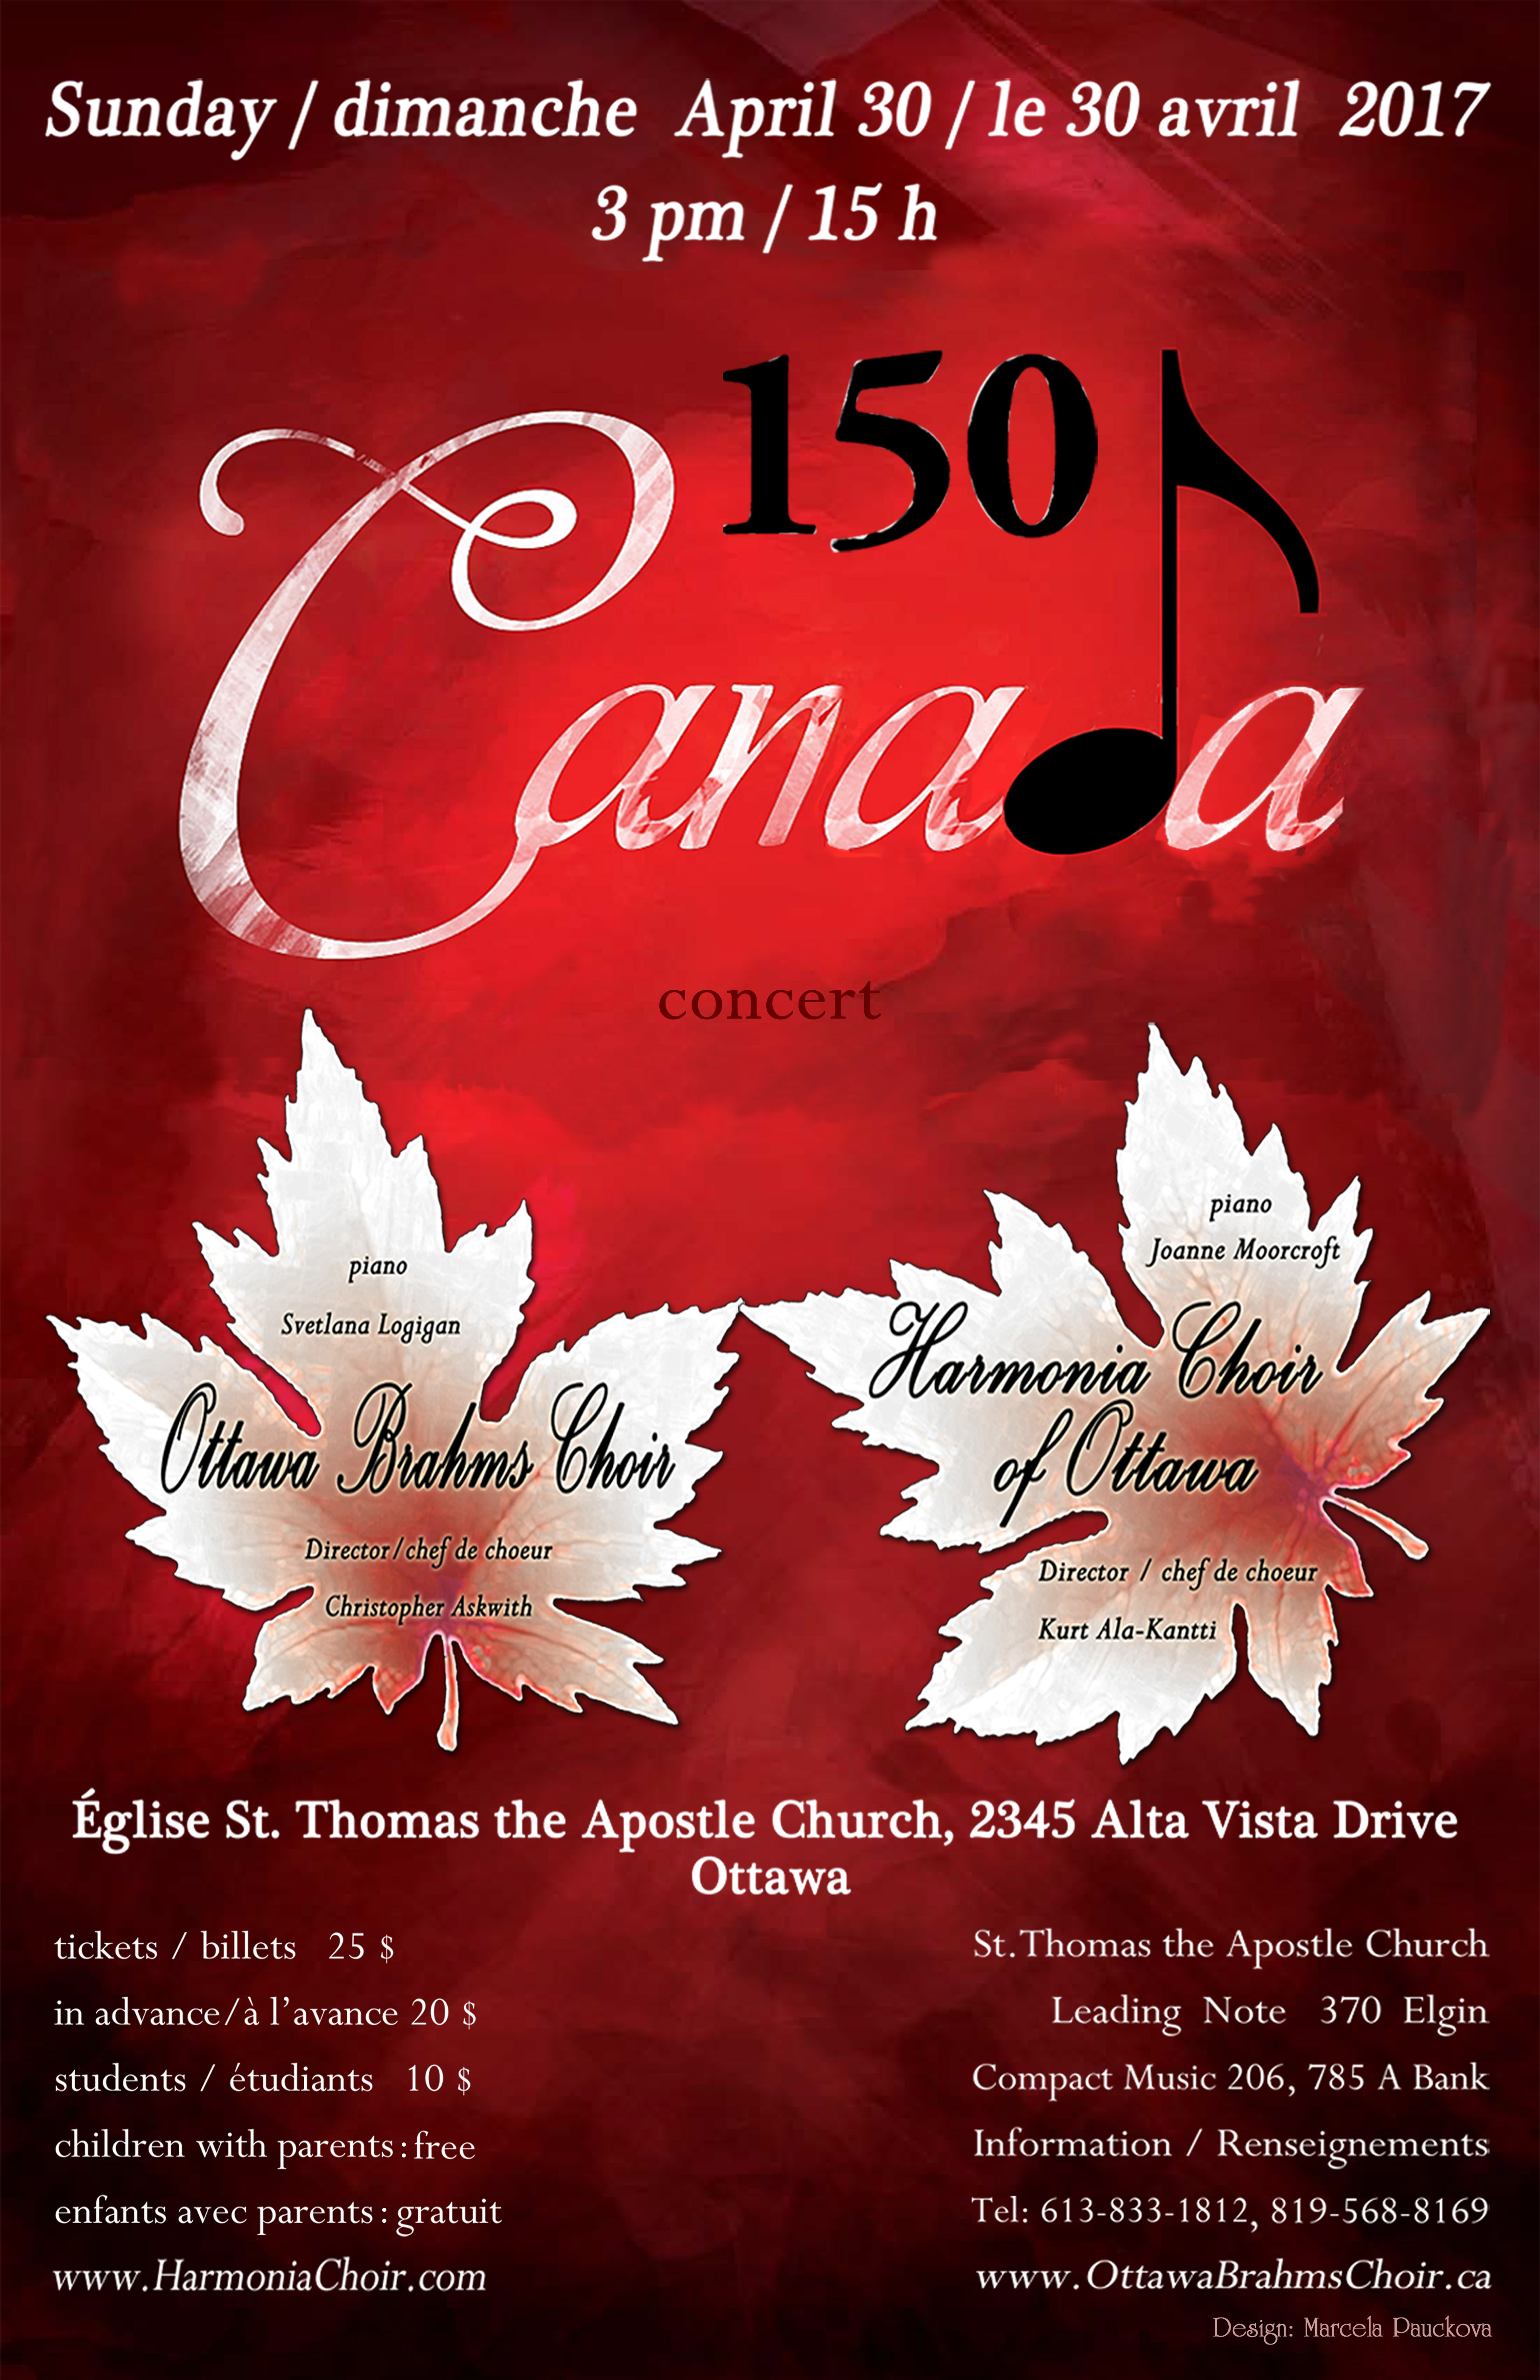 Sunday / dimanche April 30 / le 30 avril 2017
3 pm / 15 h
150
Canada
concert
piano
Svetlana Logigan
Ottawa Brahms Choir
Director/chef de choeur
Christopher Askwith
piano
Joanne Moorcroft
Harmonia Choir
of Ottawa
Director / chef de choeur
Kurt Ala-Kantti
Église St. Thomas the Apostle Church, 2345 Alta Vista Drive
Ottawa
tickets / billets 25 $
in advance/à l'avance 20 $
students / étudiants 10 $
children with parents: free
enfants avec parents: gratuit
www.HarmoniaChoir.com
St.Thomas the Apostle Church
Leading Note 370 Elgin
Compact Music 206, 785 A Bank
Information / Renseignements
Tel: 613-833-1812, 819-568-8169
www.OttawaBrahmsChoir.ca
Design: Marcela Pauckova